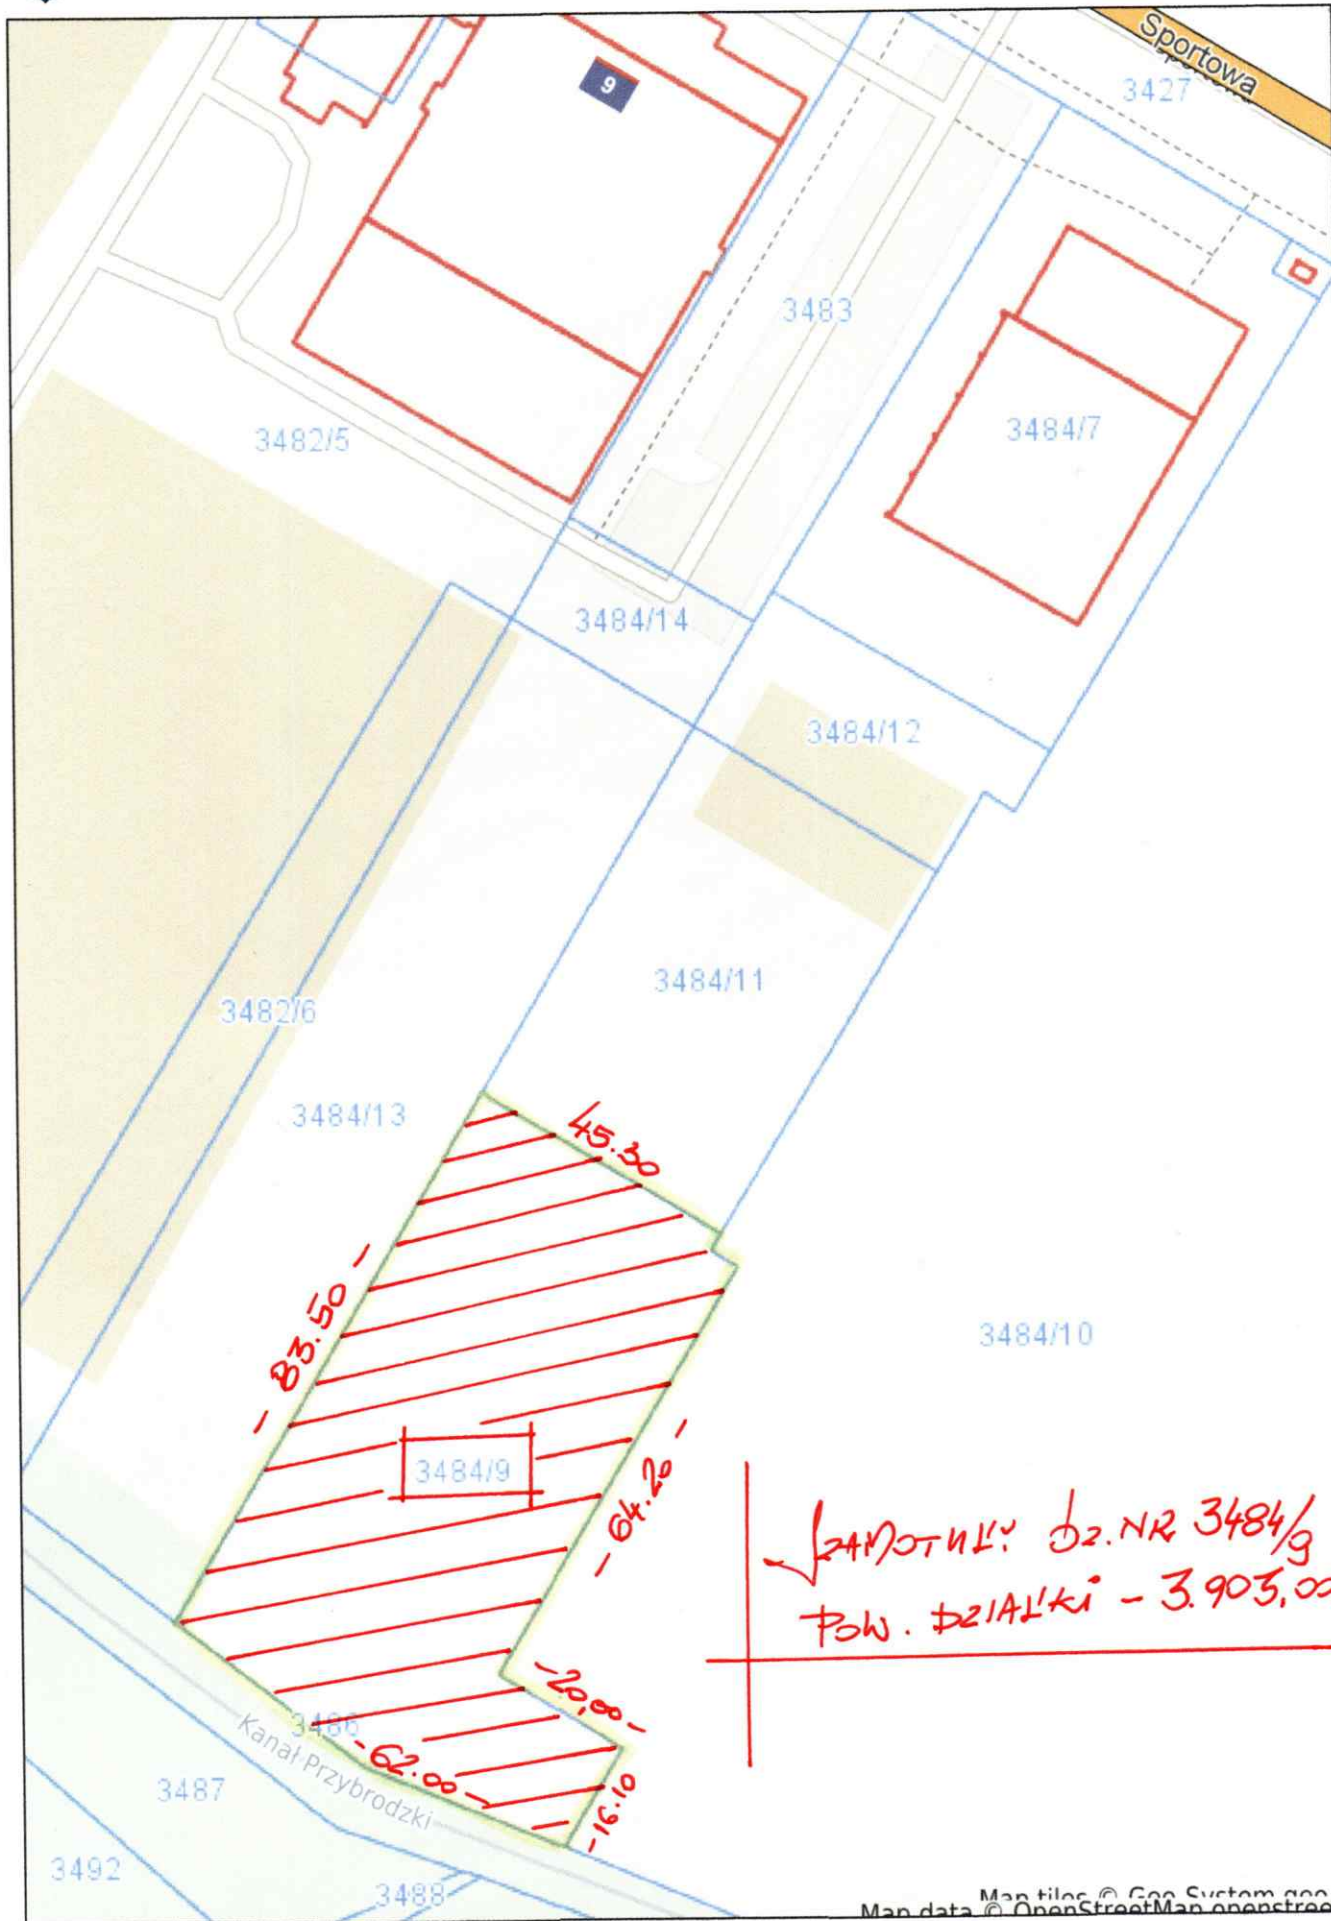 Sportowa
3427
9
3483
3482/5
3484/7
3484/14
3484/12
3484/11
3482/6
3484/13
45.30
- 83.50 -
3484/10
3484/9
- 64.20 -
SZAMOTUŁY DZ. NR 3484/9
POW. DZIAŁKI - 3.903,00
-20,00-
3486
Kanał Przybrodzki
-62.00-
-16.10
3487
3492
3488
Map tiles © Geo-System
Map data © OpenStreetMap openstree